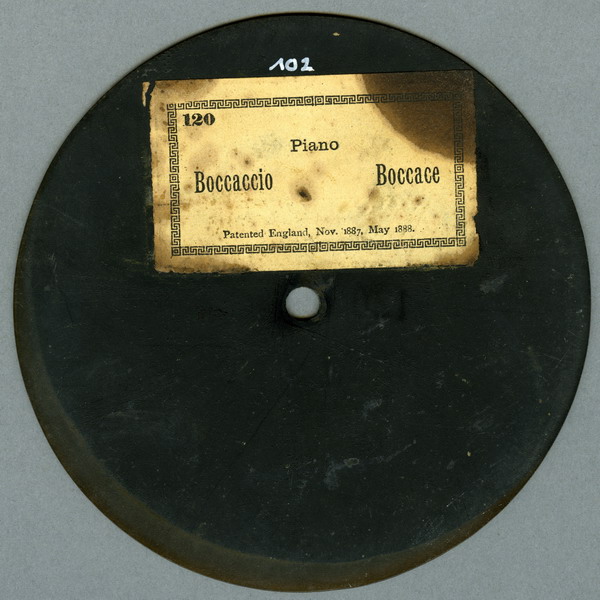 102
120
Piano
Boccaccio Boccace
Patented England, Nov. 1887, May 1888.